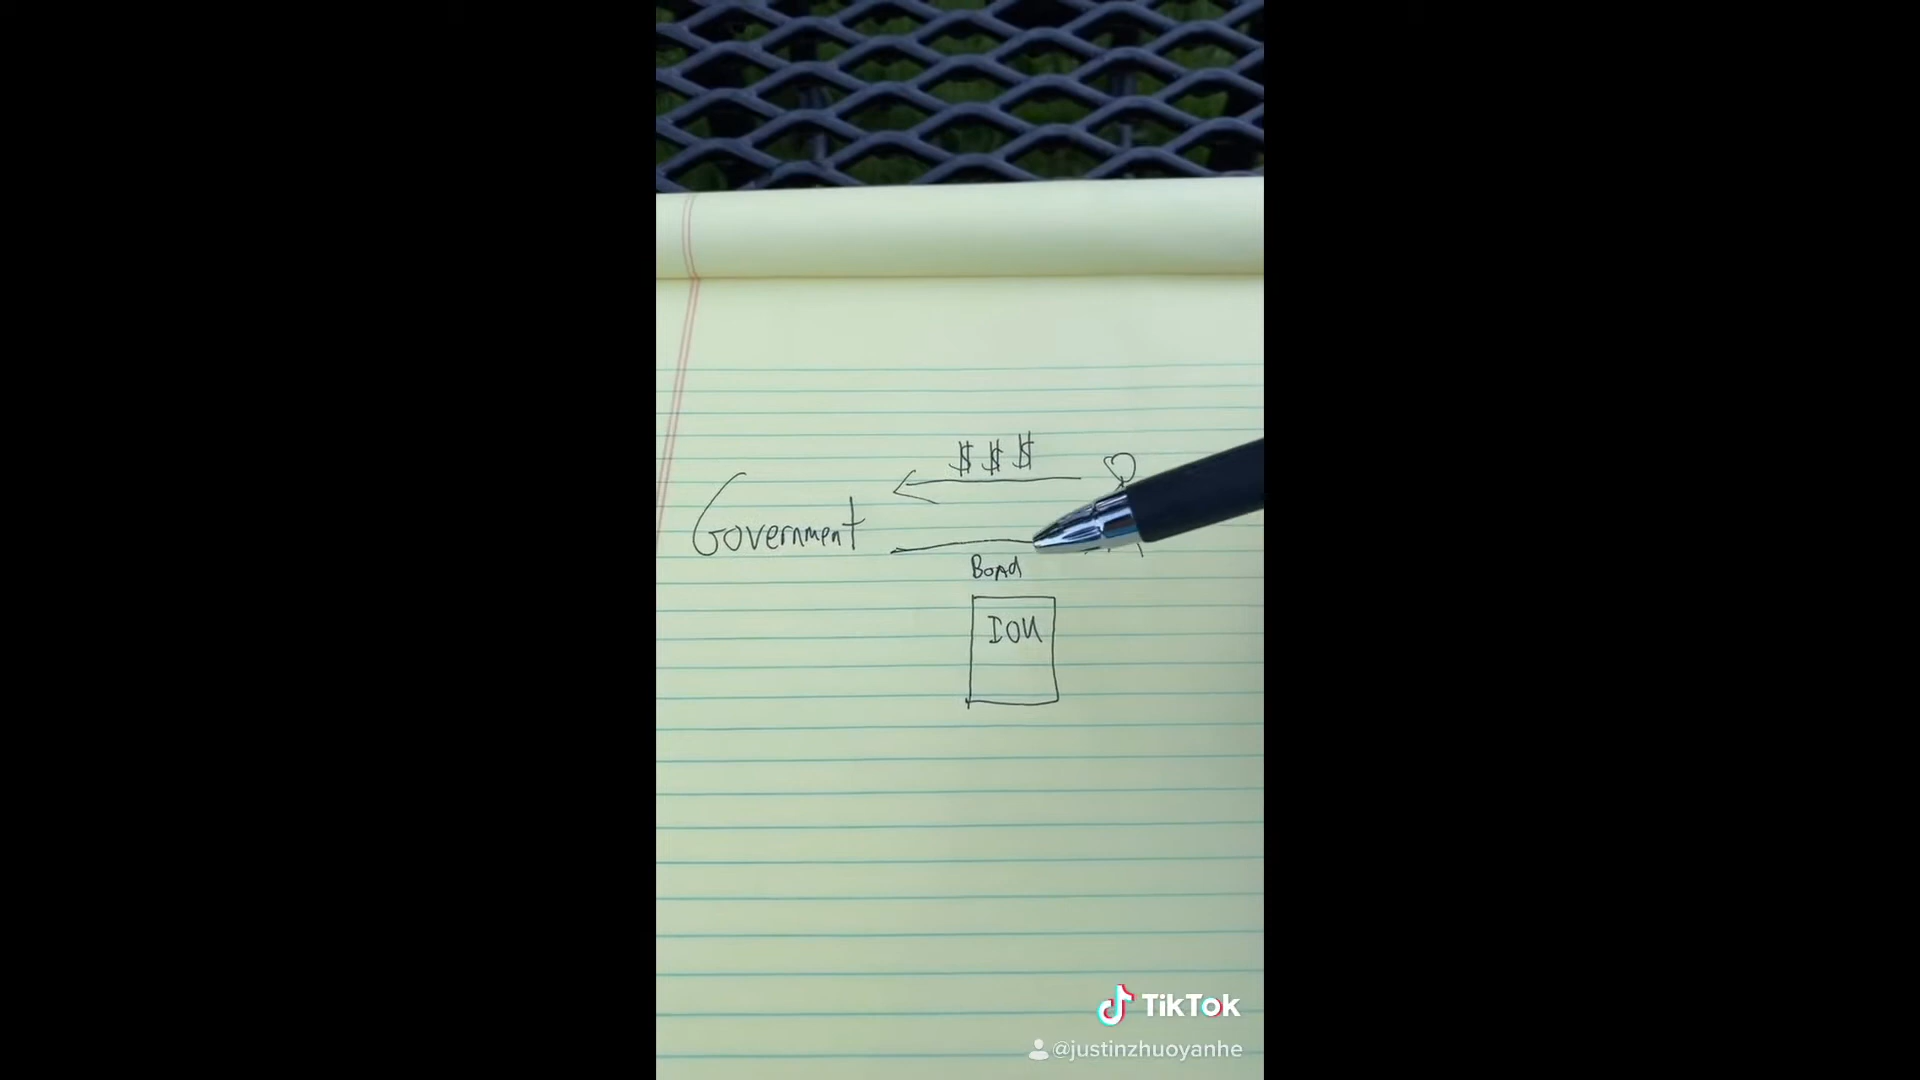 $ $ $
Government
Bond
IOU
TikTok
@justinzhuoyanhe